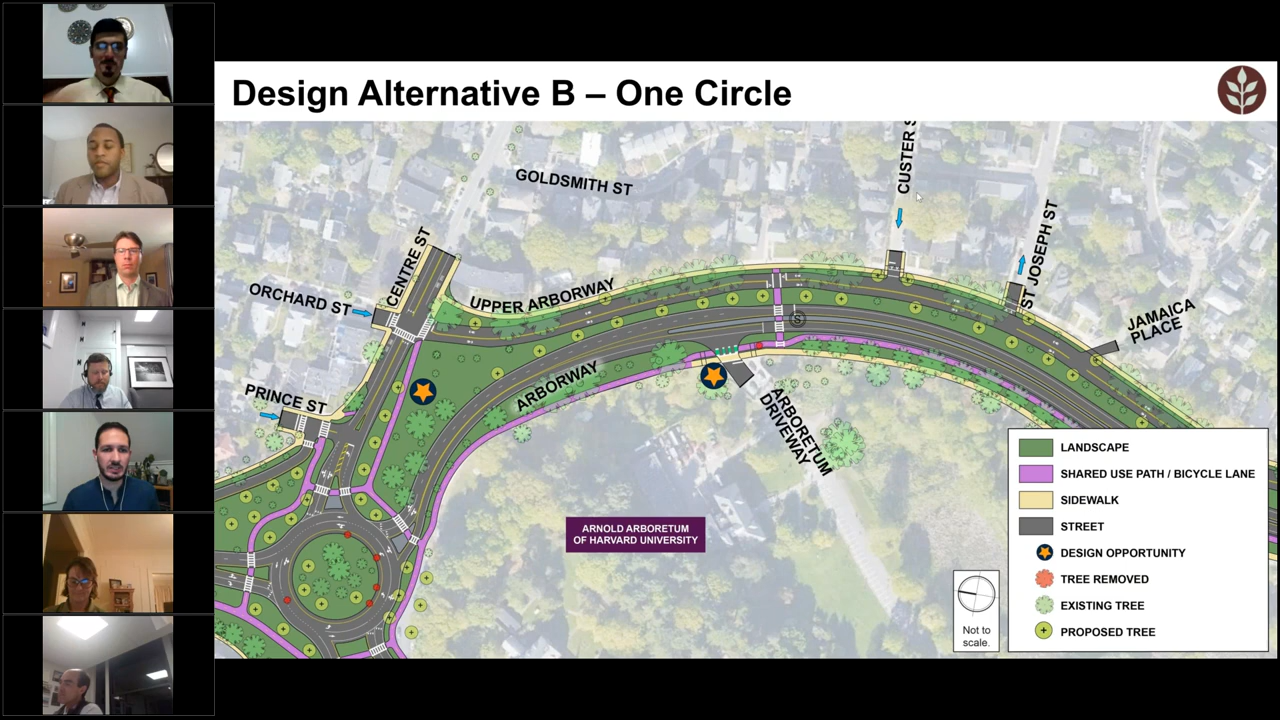 Design Alternative B – One Circle
GOLDSMITH ST
CUSTER S
CENTRE ST
ORCHARD ST
UPPER ARBORWAY
ST JOSEPH ST
JAMAICA
PLACE
PRINCE ST
ARBORWAY
ARBORETUM
DRIVEWAY
S
ARNOLD ARBORETUM
OF HARVARD UNIVERSITY
LANDSCAPE
SHARED USE PATH / BICYCLE LANE
SIDEWALK
STREET
DESIGN OPPORTUNITY
TREE REMOVED
EXISTING TREE
PROPOSED TREE
Not to
scale.